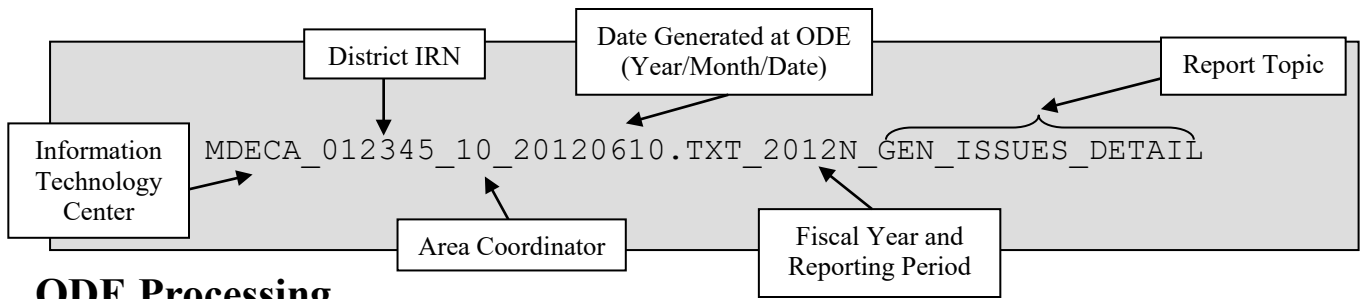 District IRN
Date Generated at ODE
(Year/Month/Date)
Report Topic
Information
Technology
Center
MDECA_012345_10_20120610.TXT_2012N_GEN_ISSUES_DETAIL
Area Coordinator
Fiscal Year and
Reporting Period
ODE Processing